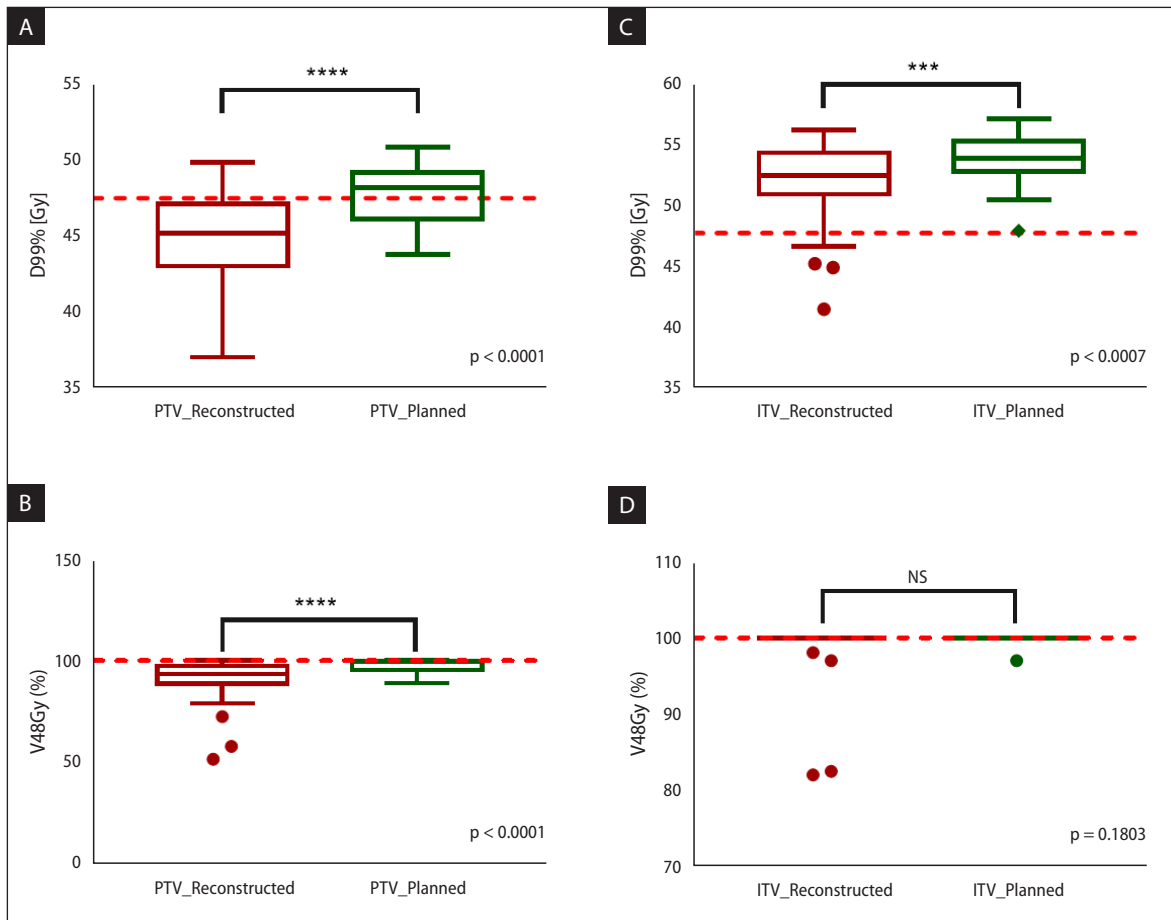 A
55
50
45
40
35
D99% [Gy]
****
p < 0.0001
PTV_Reconstructed
PTV_Planned
C
60
55
50
45
40
35
D99% [Gy]
***
p < 0.0007
ITV_Reconstructed
ITV_Planned
B
150
100
50
0
V48Gy (%)
****
p < 0.0001
PTV_Reconstructed
PTV_Planned
D
110
100
90
80
70
V48Gy (%)
NS
p = 0.1803
ITV_Reconstructed
ITV_Planned